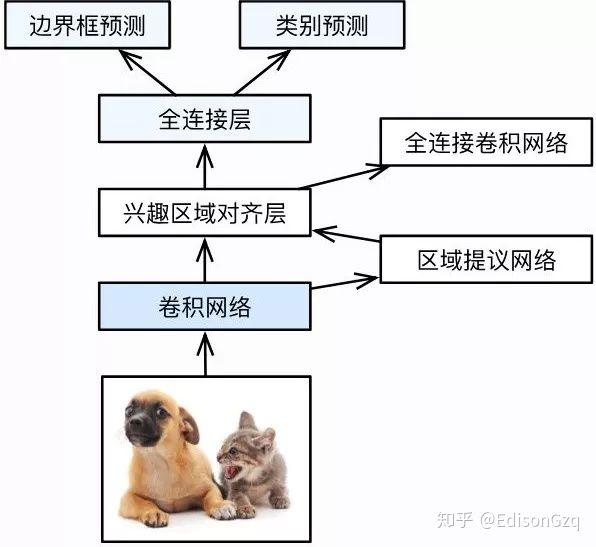 边界框预测
类别预测
全连接层
全连接卷积网络
兴趣区域对齐层
区域提议网络
卷积网络
知乎 @EdisonGzq